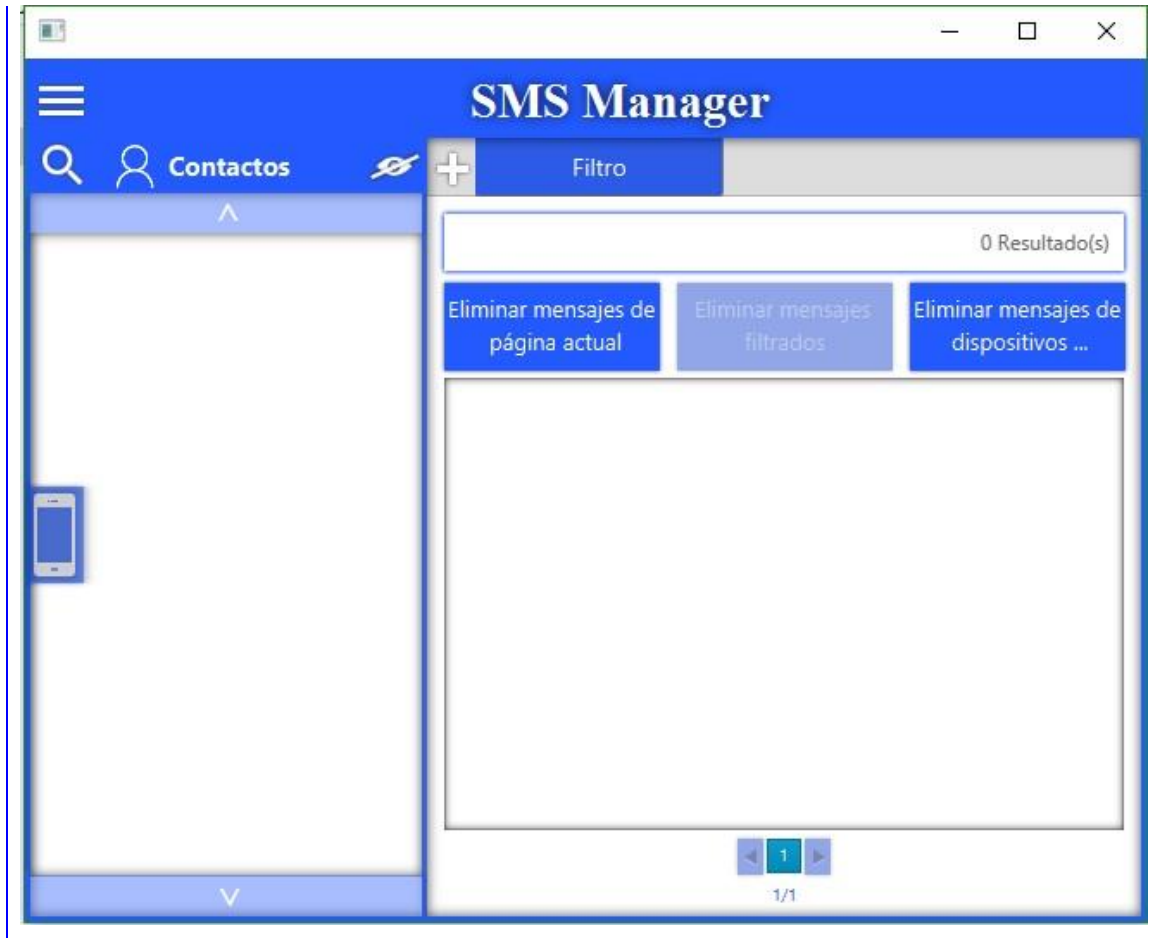 SMS Manager
Contactos
Filtro
0 Resultado(s)
Eliminar mensajes de
página actual
Eliminar mensajes
filtrados
Eliminar mensajes de
dispositivos ...
1
1/1